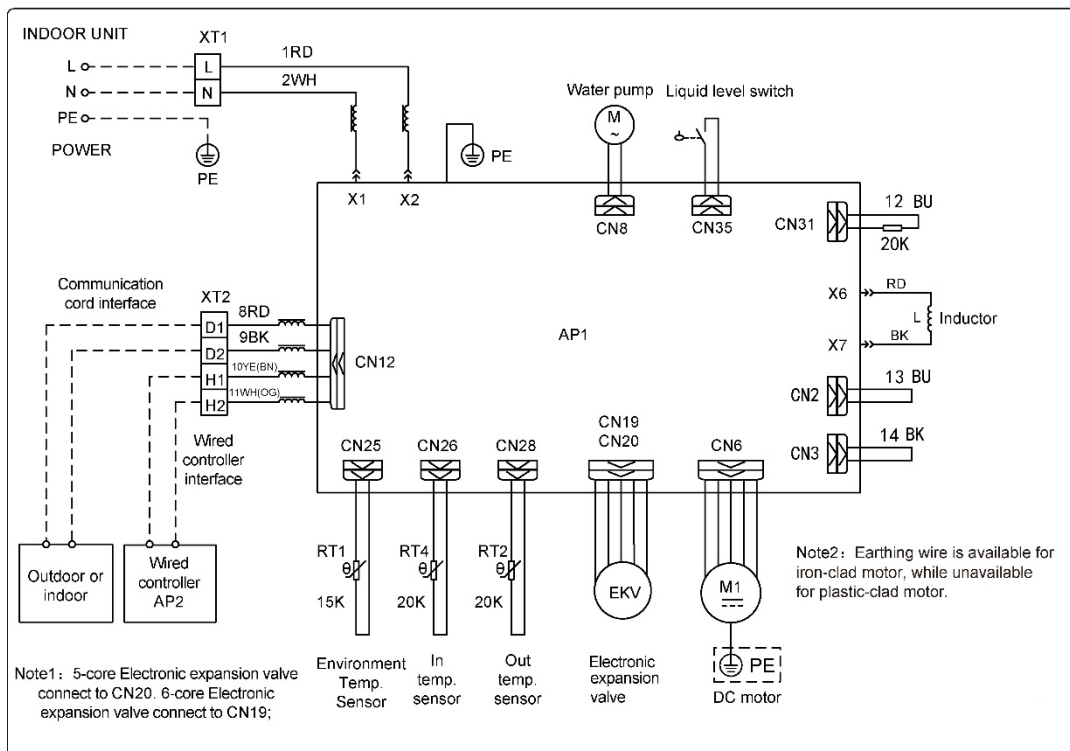 INDOOR UNIT
XT1
L
L
1RD
N
N
2WH
PE
POWER
PE
PE
X1
X2
Water pump
M
~
CN8
Liquid level switch
CN35
CN31
12 BU
20K
X6
RD
L
Inductor
X7
BK
AP1
13 BU
CN2
14 BK
CN3
Communication
cord interface
XT2
D1
8RD
D2
9BK
H1
10YE(BN)
H2
11WH(OG)
CN12
Wired
controller
interface
Outdoor or
indoor
Wired
controller
AP2
CN25
CN26
CN28
CN19
CN20
CN6
RT1
θ
15K
RT4
θ
20K
RT2
θ
20K
EKV
M1
PE
Environment
Temp.
Sensor
In
temp.
sensor
Out
temp.
sensor
Electronic
expansion
valve
DC motor
Note2: Earthing wire is available for
iron-clad motor, while unavailable
for plastic-clad motor.
Note1: 5-core Electronic expansion valve
connect to CN20. 6-core Electronic
expansion valve connect to CN19;